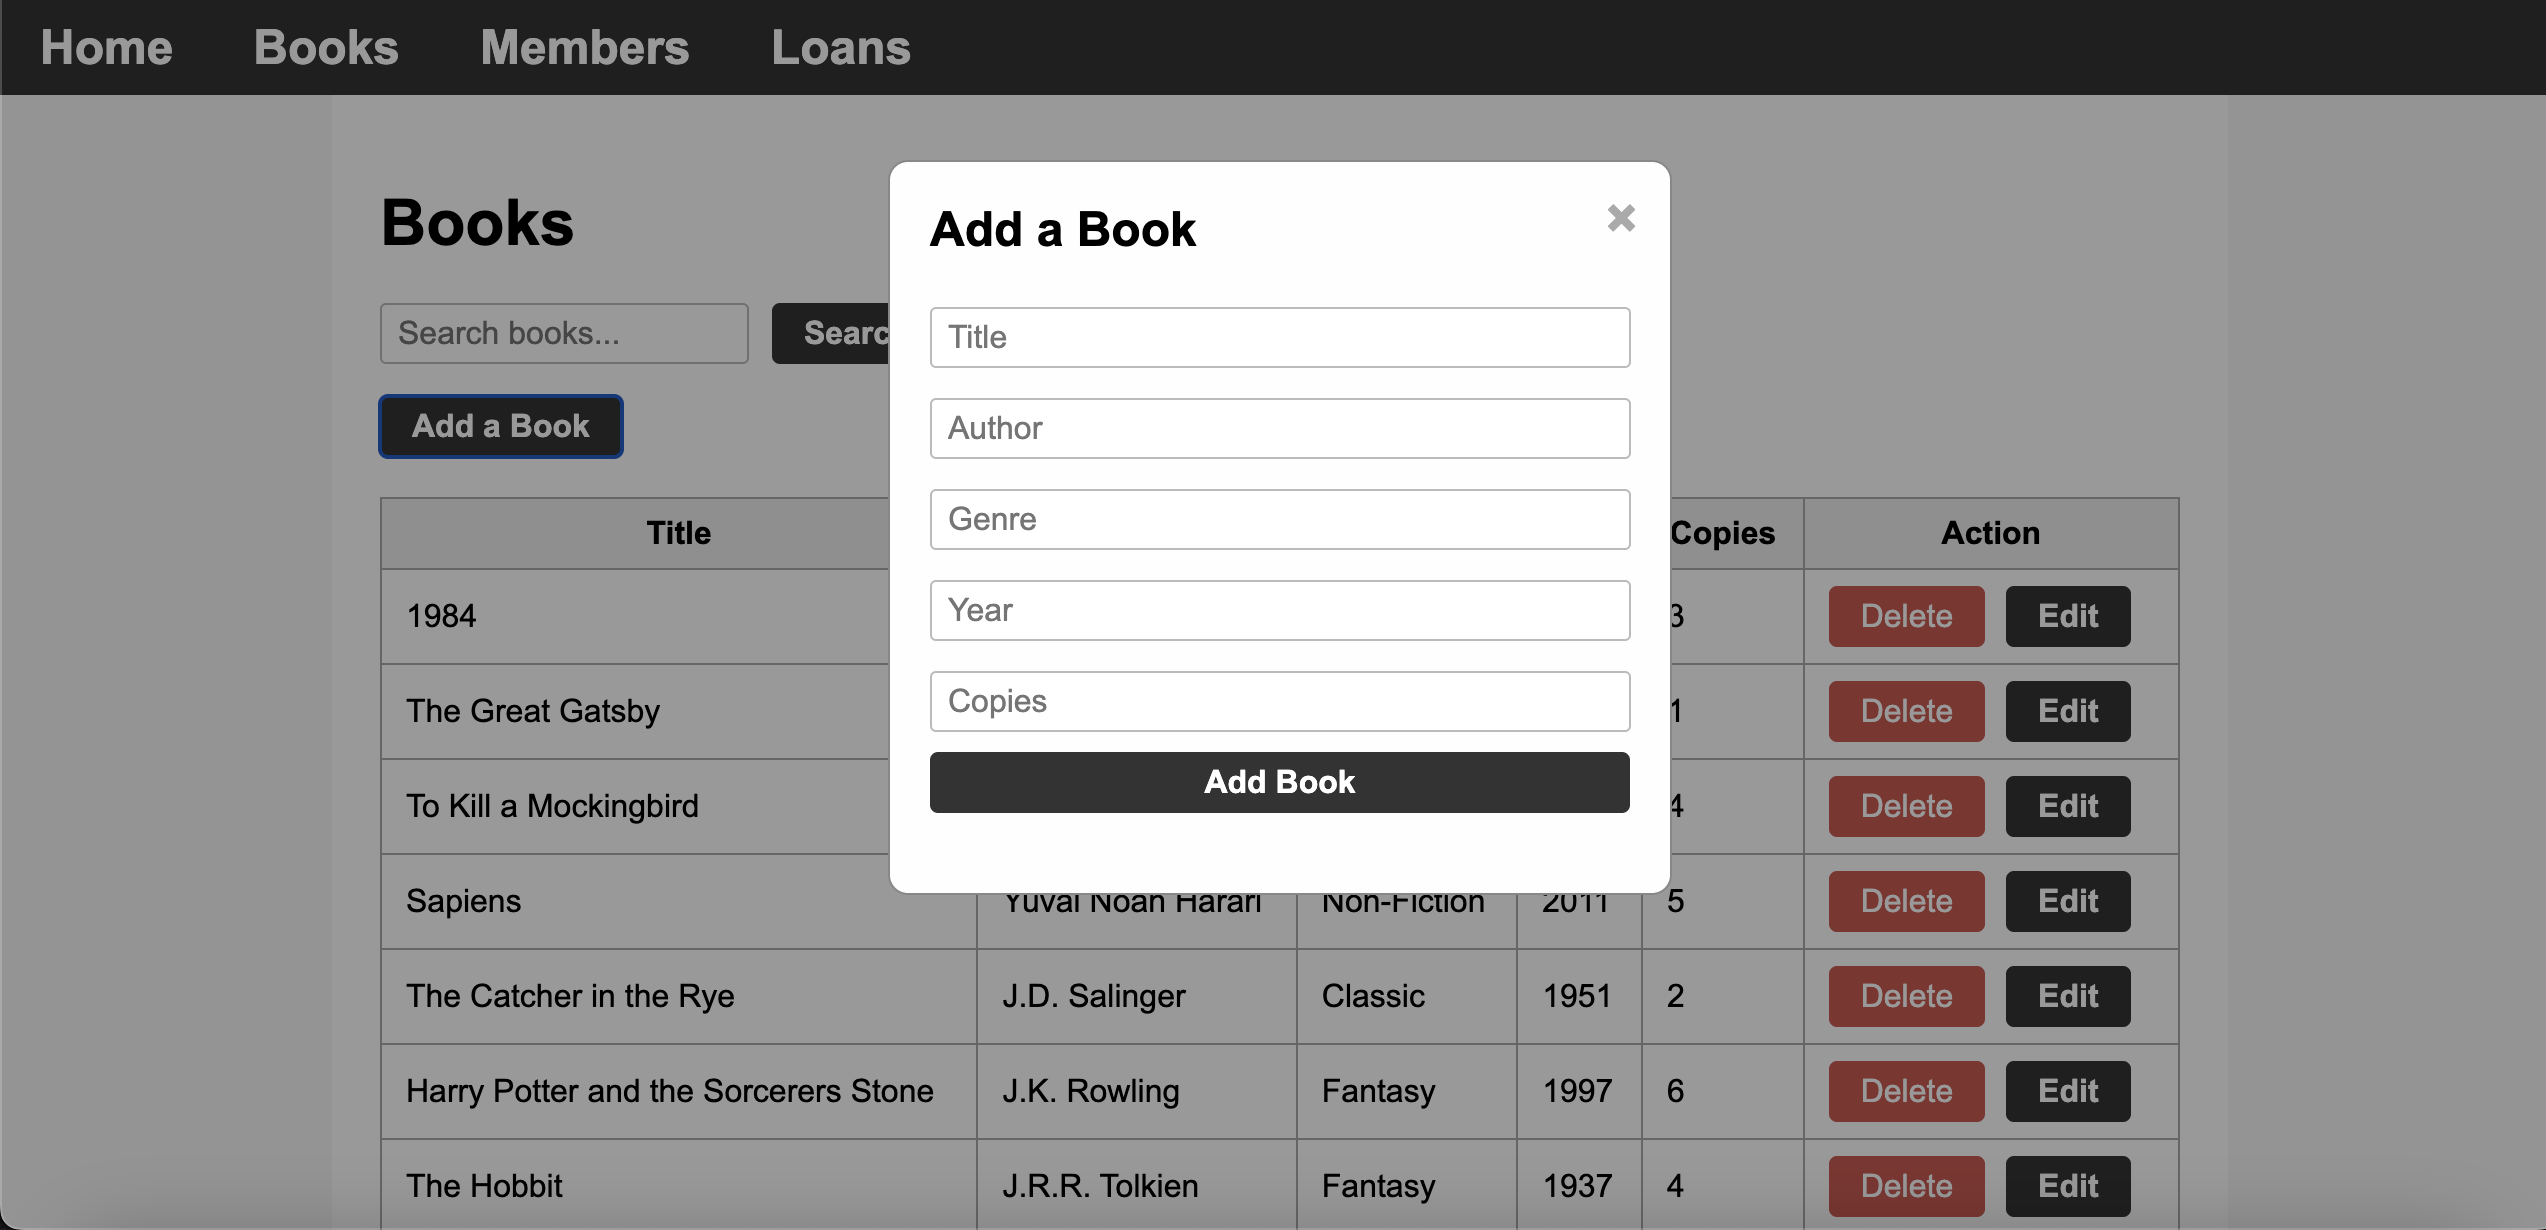 Home Books Members Loans
Books
Search books...
Searc
Add a Book
Add a Book
×
Title
Author
Genre
Year
Copies
Add Book
Title Copies Action
1984 3 Delete Edit
The Great Gatsby 1 Delete Edit
To Kill a Mockingbird 4 Delete Edit
Sapiens Yuval Noah Harari Non-Fiction 2011 5 Delete Edit
The Catcher in the Rye J.D. Salinger Classic 1951 2 Delete Edit
Harry Potter and the Sorcerers Stone J.K. Rowling Fantasy 1997 6 Delete Edit
The Hobbit J.R.R. Tolkien Fantasy 1937 4 Delete Edit